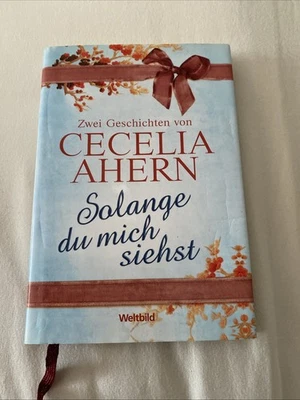 Zwei Geschichten von
CECELIA
AHERN
Solange
du mich
siehst
Weltbild